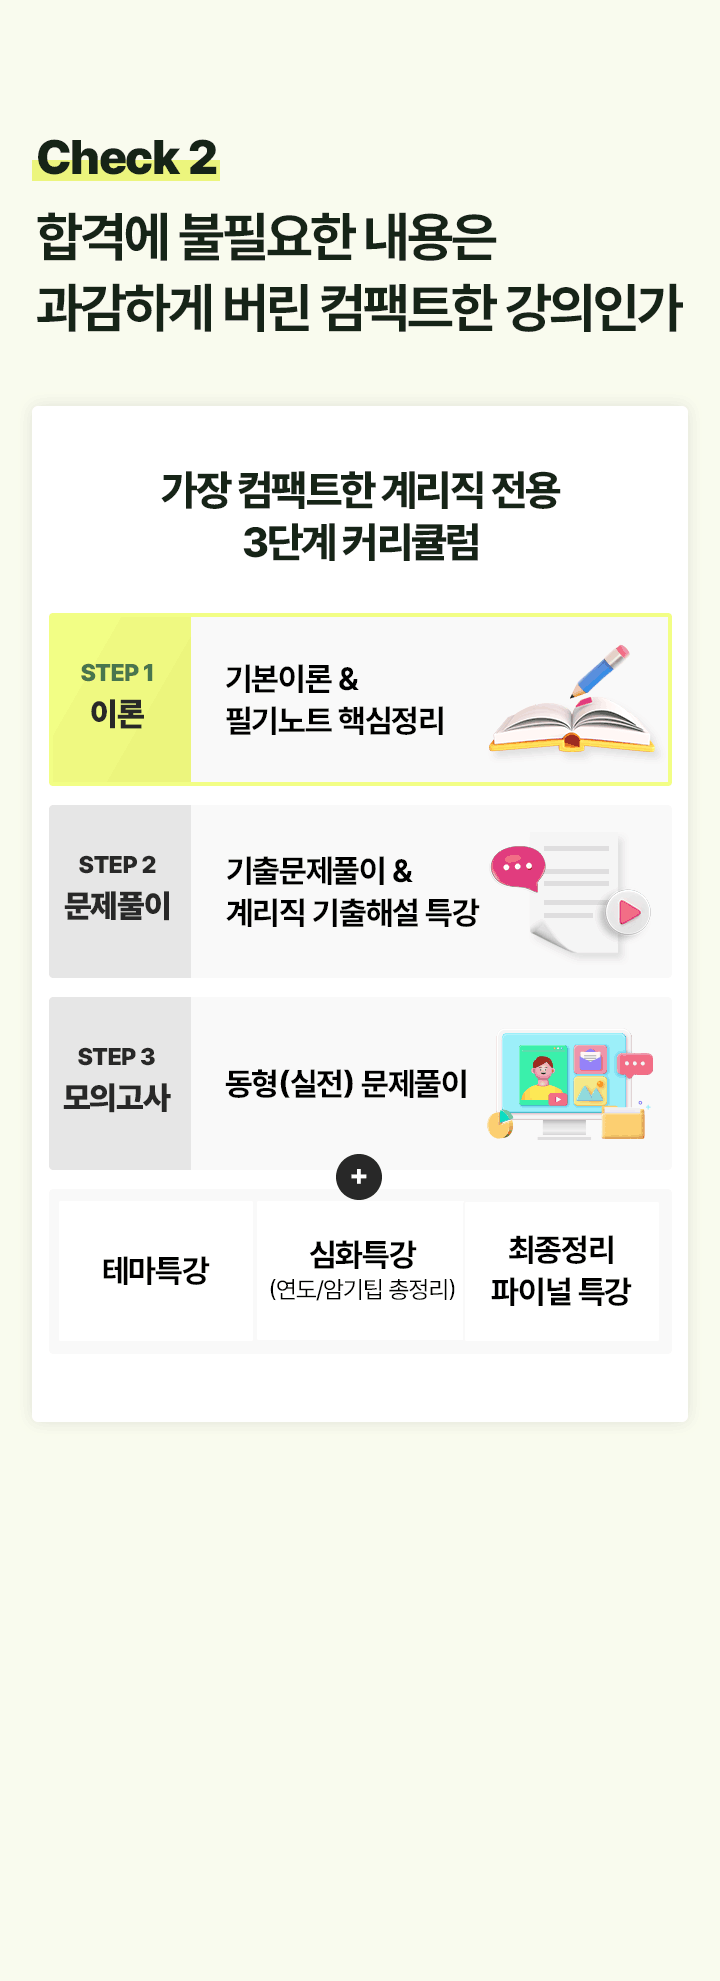 Check 2
합격에 불필요한 내용은
과감하게 버린 컴팩트한 강의인가
가장 컴팩트한 계리직 전용
3단계 커리큘럼
STEP 1
이론
기본이론 &
필기노트 핵심정리
STEP 2
문제풀이
기출문제풀이 &
계리직 기출해설 특강
STEP 3
모의고사
동형(실전) 문제풀이
+
테마특강
심화특강
(연도/암기팁 총정리)
최종정리
파이널 특강